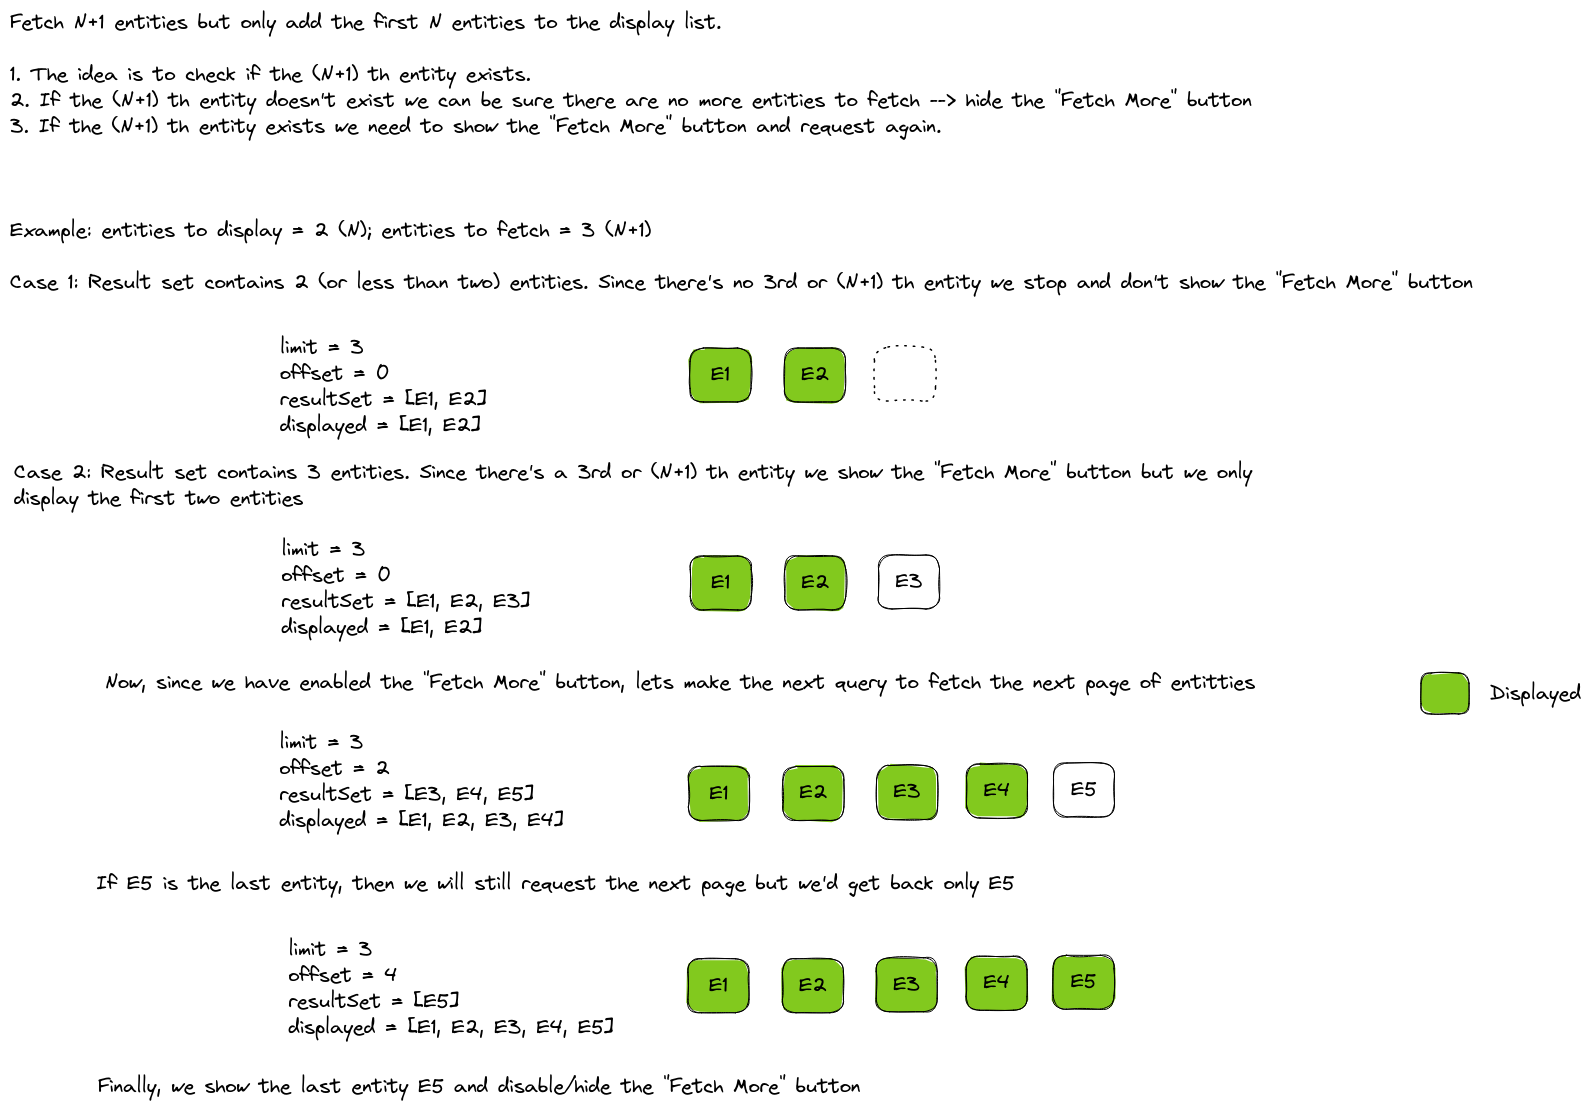 Fetch N+1 entities but only add the first N entities to the display list.
1. The idea is to check if the (N+1) th entity exists.
2. If the (N+1) th entity doesn't exist we can be sure there are no more entities to fetch --> hide the "Fetch More" button
3. If the (N+1) th entity exists we need to show the "Fetch More" button and request again.
Example: entities to display = 2 (N); entities to fetch = 3 (N+1)
Case 1: Result set contains 2 (or less than two) entities. Since there's no 3rd or (N+1) th entity we stop and don't show the "Fetch More" button
limit = 3
offset = 0
resultSet = [E1, E2]
displayed = [E1, E2]
E1 E2
Case 2: Result set contains 3 entities. Since there's a 3rd or (N+1) th entity we show the "Fetch More" button but we only
display the first two entities
limit = 3
offset = 0
resultSet = [E1, E2, E3]
displayed = [E1, E2]
E1 E2 E3
Now, since we have enabled the "Fetch More" button, lets make the next query to fetch the next page of entitties
Displayed
limit = 3
offset = 2
resultSet = [E3, E4, E5]
displayed = [E1, E2, E3, E4]
E1 E2 E3 E4 E5
If E5 is the last entity, then we will still request the next page but we'd get back only E5
limit = 3
offset = 4
resultSet = [E5]
displayed = [E1, E2, E3, E4, E5]
E1 E2 E3 E4 E5
Finally, we show the last entity E5 and disable/hide the "Fetch More" button